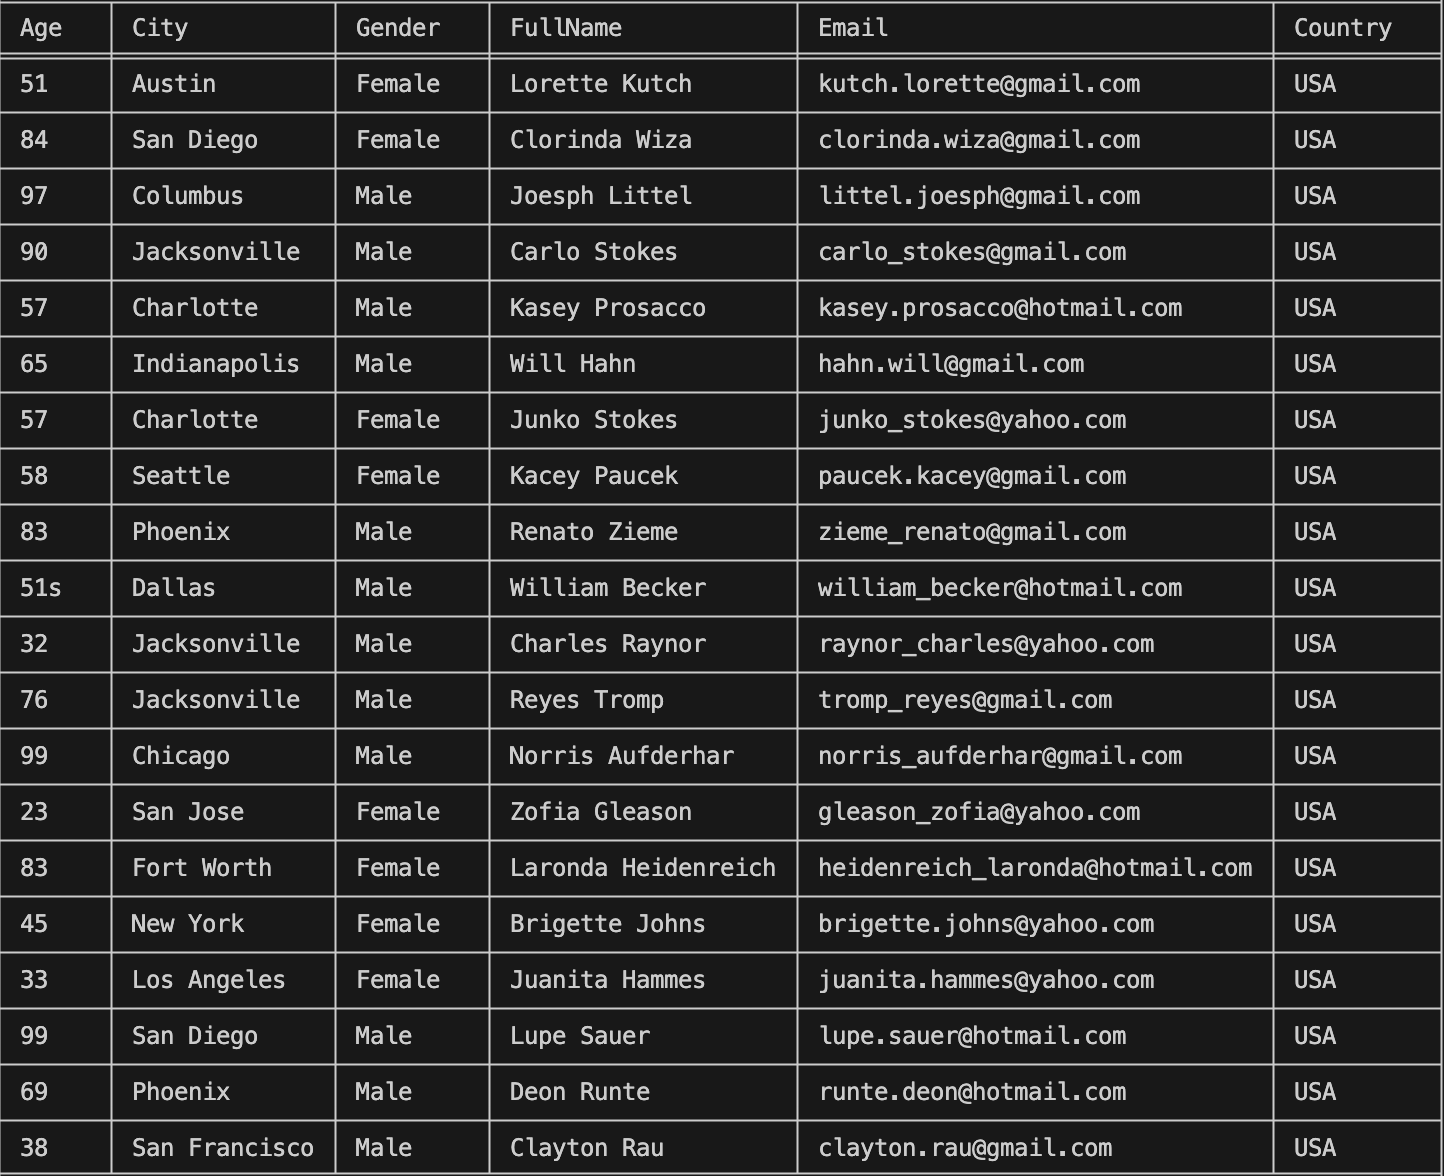 Age City Gender FullName Email Country
51 Austin Female Lorette Kutch kutch.lorette@gmail.com USA
84 San Diego Female Clorinda Wiza clorinda.wiza@gmail.com USA
97 Columbus Male Joesph Littel littel.joesph@gmail.com USA
90 Jacksonville Male Carlo Stokes carlo_stokes@gmail.com USA
57 Charlotte Male Kasey Prosacco kasey.prosacco@hotmail.com USA
65 Indianapolis Male Will Hahn hahn.will@gmail.com USA
57 Charlotte Female Junko Stokes junko_stokes@yahoo.com USA
58 Seattle Female Kacey Paucek paucek.kacey@gmail.com USA
83 Phoenix Male Renato Zieme zieme_renato@gmail.com USA
51s Dallas Male William Becker william_becker@hotmail.com USA
32 Jacksonville Male Charles Raynor raynor_charles@yahoo.com USA
76 Jacksonville Male Reyes Tromp tromp_reyes@gmail.com USA
99 Chicago Male Norris Aufderhar norris_aufderhar@gmail.com USA
23 San Jose Female Zofia Gleason gleason_zofia@yahoo.com USA
83 Fort Worth Female Laronda Heidenreich heidenreich_laronda@hotmail.com USA
45 New York Female Brigette Johns brigette.johns@yahoo.com USA
33 Los Angeles Female Juanita Hammes juanita.hammes@yahoo.com USA
99 San Diego Male Lupe Sauer lupe.sauer@hotmail.com USA
69 Phoenix Male Deon Runte runte.deon@hotmail.com USA
38 San Francisco Male Clayton Rau clayton.rau@gmail.com USA